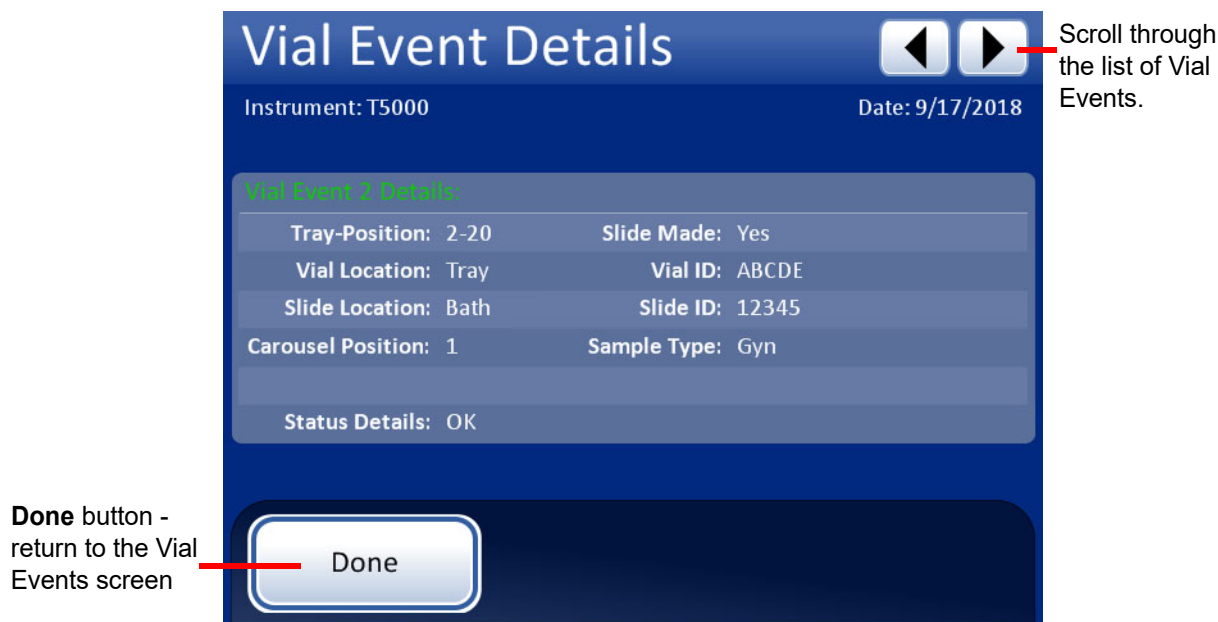 Vial Event Details
Scroll through
the list of Vial
Events.
Instrument: T5000
Date: 9/17/2018
Vial Event 2 Details:
Tray-Position: 2-20 Slide Made: Yes
Vial Location: Tray Vial ID: ABCDE
Slide Location: Bath Slide ID: 12345
Carousel Position: 1 Sample Type: Gyn
Status Details: OK
Done button -
return to the Vial
Events screen
Done